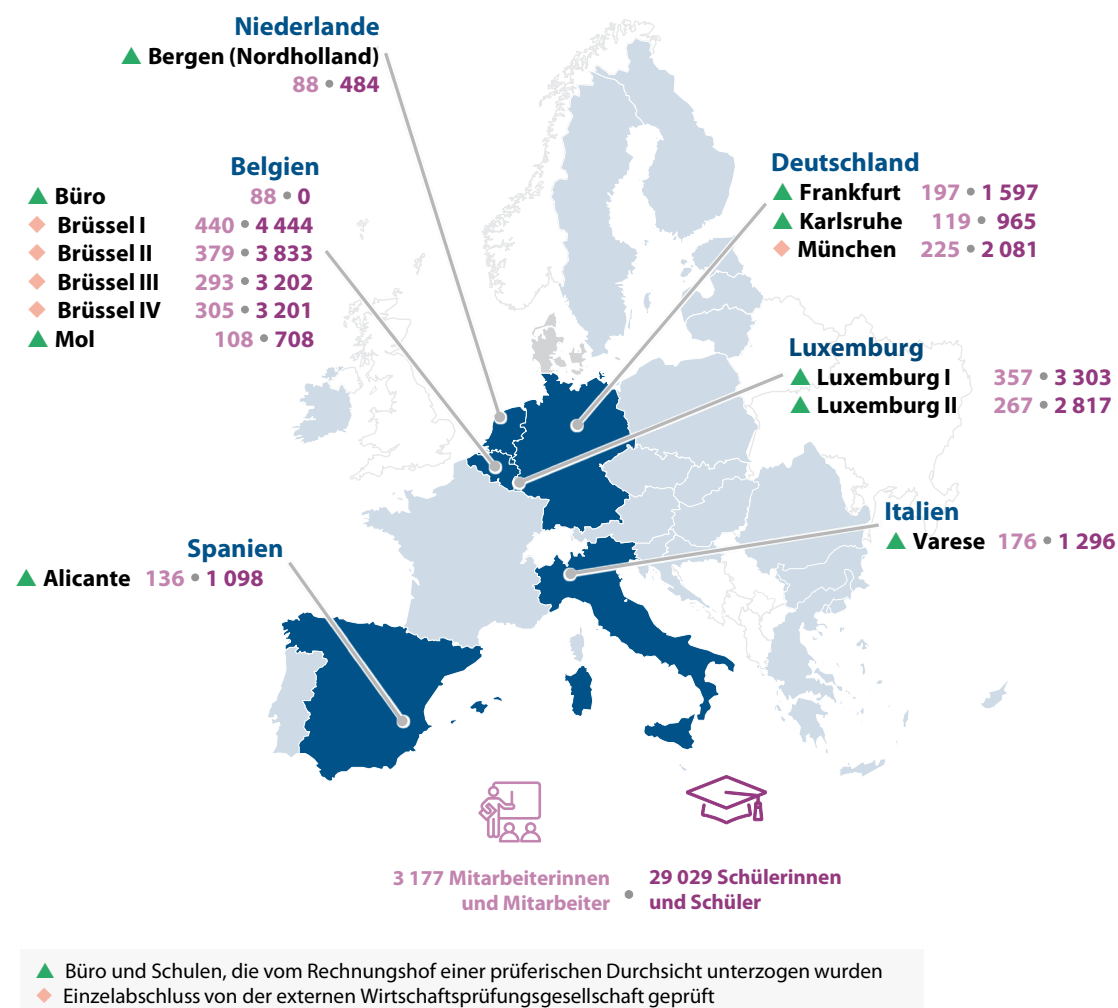 Niederlande
▲ Bergen (Nordholland)
88 • 484
Belgien
▲ Büro 88 • 0
◆ Brüssel I 440 • 4 444
◆ Brüssel II 379 • 3 833
◆ Brüssel III 293 • 3 202
◆ Brüssel IV 305 • 3 201
▲ Mol 108 • 708
Deutschland
▲ Frankfurt 197 • 1 597
▲ Karlsruhe 119 • 965
◆ München 225 • 2 081
Luxemburg
▲ Luxemburg I 357 • 3 303
▲ Luxemburg II 267 • 2 817
Italien
▲ Varese 176 • 1 296
Spanien
▲ Alicante 136 • 1 098
3 177 Mitarbeiterinnen
und Mitarbeiter
•
29 029 Schülerinnen
und Schüler
▲ Büro und Schulen, die vom Rechnungshof einer prüferischen Durchsicht unterzogen wurden
◆ Einzelabschluss von der externen Wirtschaftsprüfungsgesellschaft geprüft